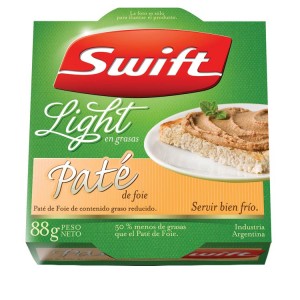 Swift
Light
en grasas
Paté
de foie
Paté de Foie de contenido graso reducido.
Servir bien frío.
88g PESO
NETO
50 % menos de grasas
que el Paté de Foie.
Industria
Argentina